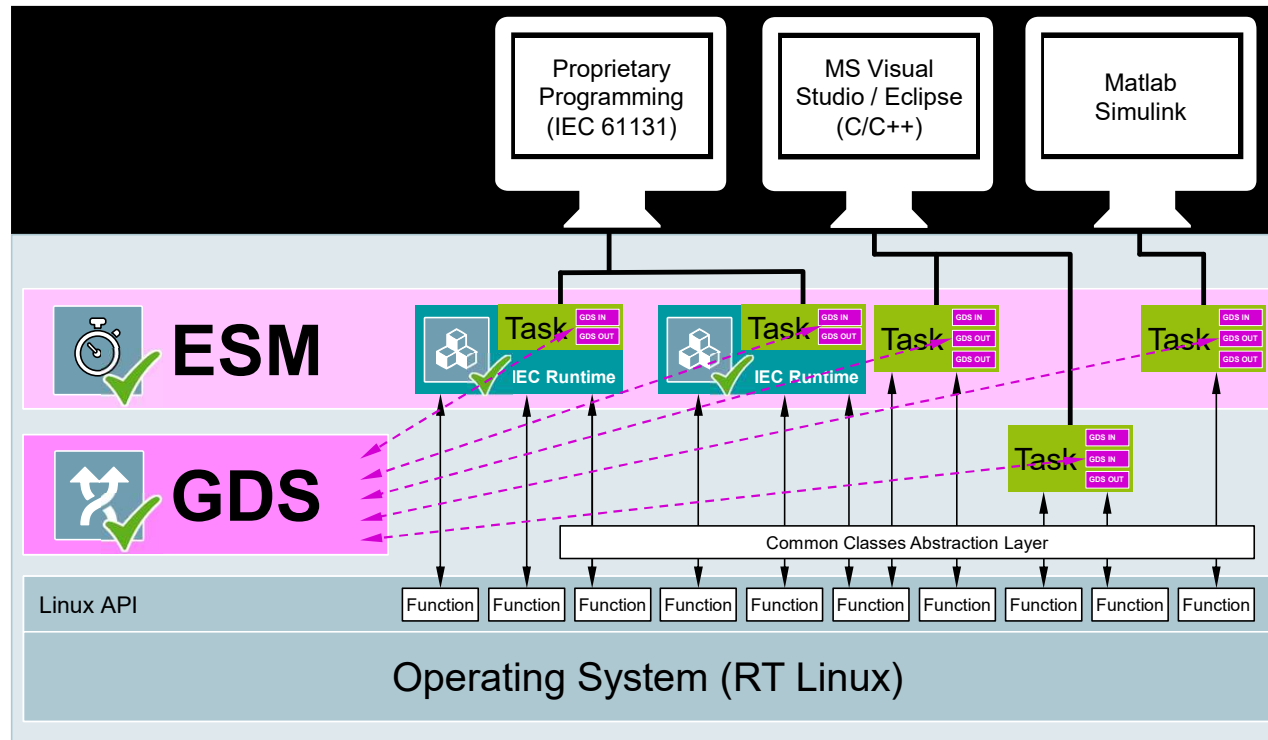 Proprietary
Programming
(IEC 61131)
MS Visual
Studio / Eclipse
(C/C++)
Matlab
Simulink
ESM
Task
GDS IN
GDS OUT
IEC Runtime
Task
GDS IN
GDS OUT
IEC Runtime
Task
GDS IN
GDS OUT
GDS OUT
Task
GDS IN
GDS OUT
GDS OUT
GDS
Task
GDS IN
GDS IN
GDS OUT
Common Classes Abstraction Layer
Linux API
Function
Function
Function
Function
Function
Function
Function
Function
Function
Function
Operating System (RT Linux)